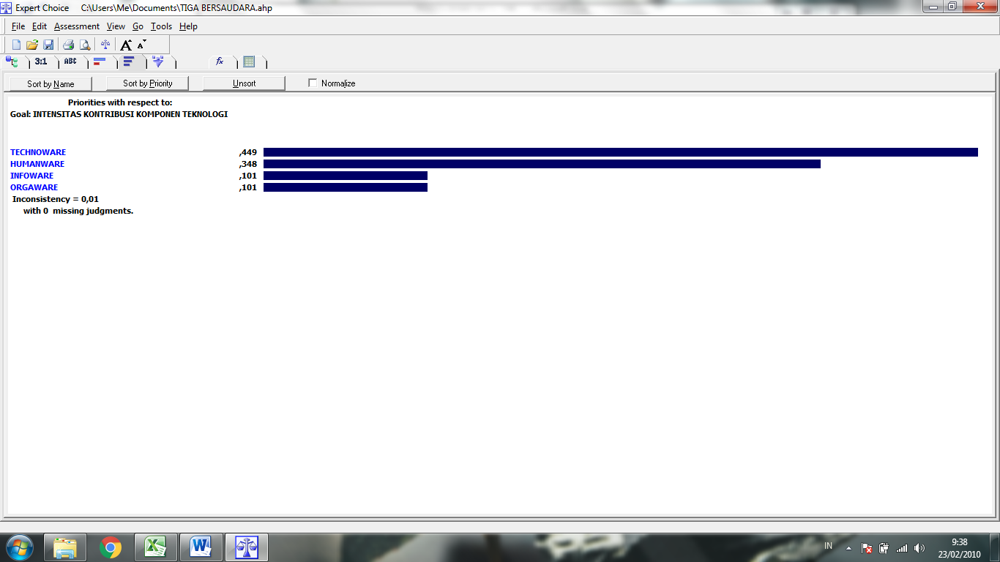 Expert Choice C:\Users\Me\Documents\TIGA BERSAUDARA.ahp
File Edit Assessment View Go Tools Help
A A
3:1 ABC fx
Sort by Name Sort by Priority Unsort Normalize
Priorities with respect to:
Goal: INTENSITAS KONTRIBUSI KOMPONEN TEKNOLOGI
TECHNOWARE ,449
HUMANWARE ,348
INFOWARE ,101
ORGAWARE ,101
Inconsistency = 0,01
with 0 missing judgments.
IN 9:38
23/02/2010